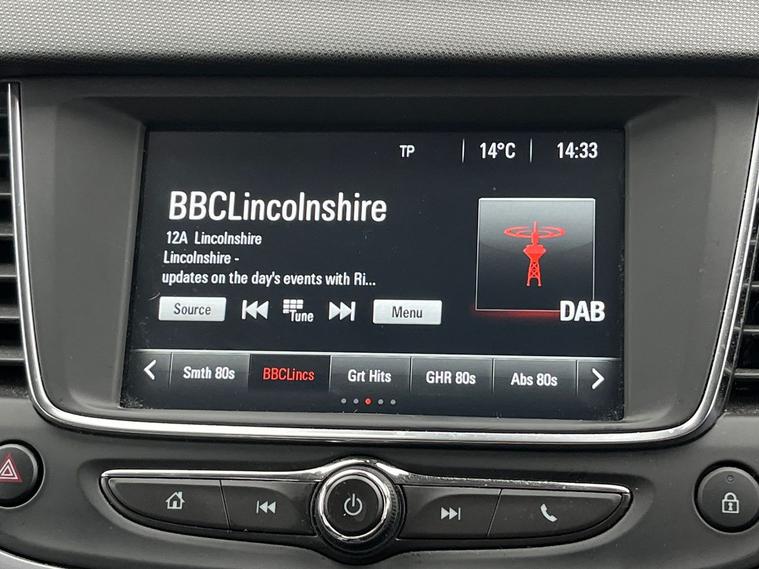 TP 14°C 14:33
BBCLincolnshire
12A Lincolnshire
Lincolnshire -
updates on the day's events with Ri...
Source Tune Menu
DAB
Smth 80s BBCLincs Grt Hits GHR 80s Abs 80s